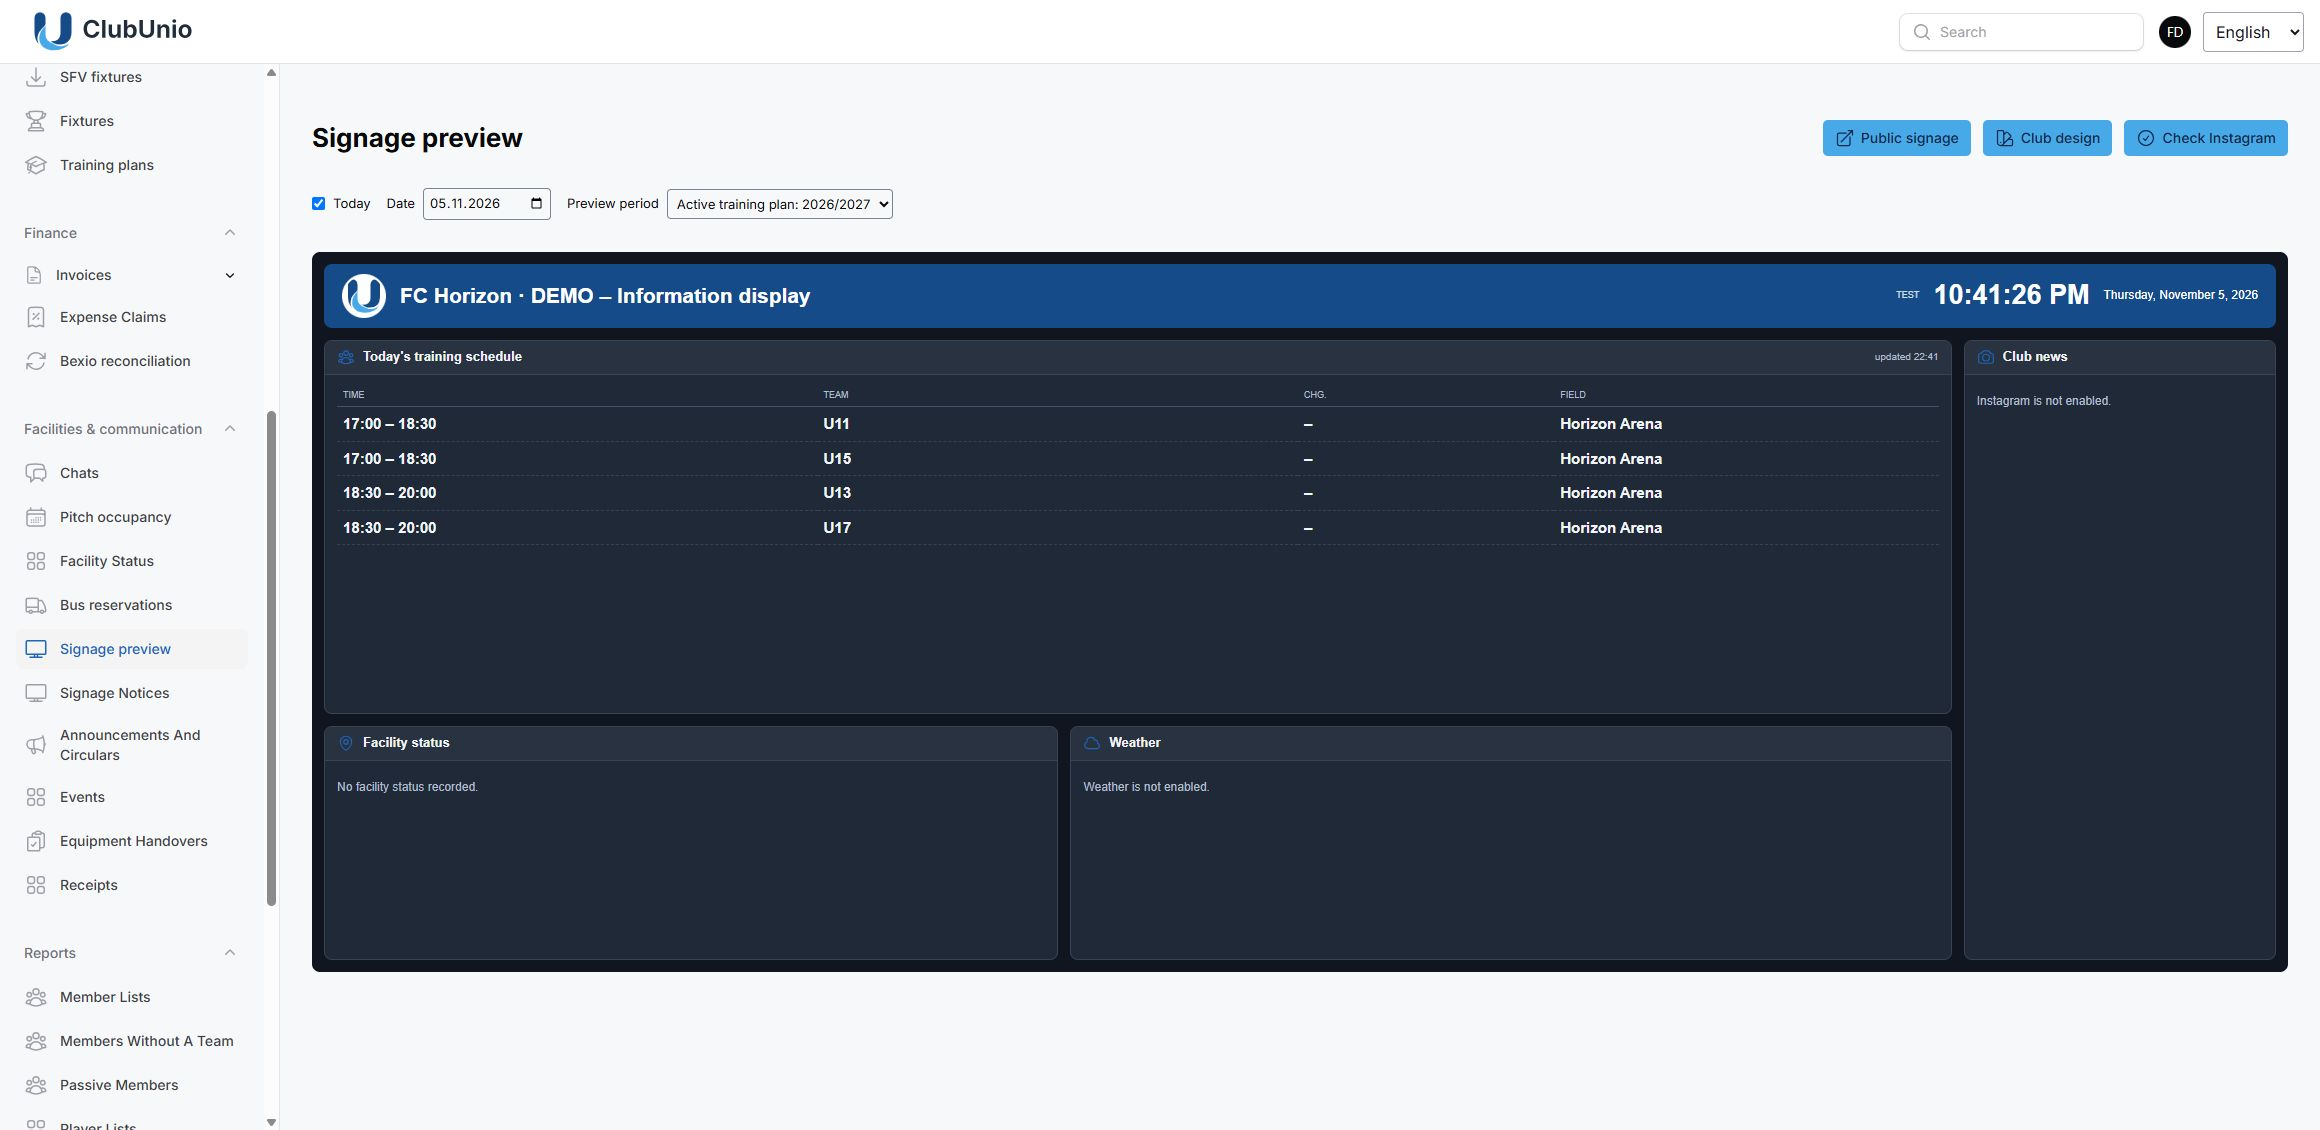 ClubUnio
Search
FD
English
SFV fixtures
Fixtures
Training plans
Finance
Invoices
Expense Claims
Bexio reconciliation
Facilities & communication
Chats
Pitch occupancy
Facility Status
Bus reservations
Signage preview
Signage Notices
Announcements And
Circulars
Events
Equipment Handovers
Receipts
Reports
Member Lists
Members Without A Team
Passive Members
Player Lists
Signage preview
Public signage
Club design
Check Instagram
Today Date 05.11.2026 Preview period Active training plan: 2026/2027
FC Horizon · DEMO – Information display
TEST 10:41:26 PM Thursday, November 5, 2026
Today's training schedule updated 22:41
TIME TEAM CHG. FIELD
17:00 – 18:30 U11 – Horizon Arena
17:00 – 18:30 U15 – Horizon Arena
18:30 – 20:00 U13 – Horizon Arena
18:30 – 20:00 U17 – Horizon Arena
Club news
Instagram is not enabled.
Facility status
No facility status recorded.
Weather
Weather is not enabled.